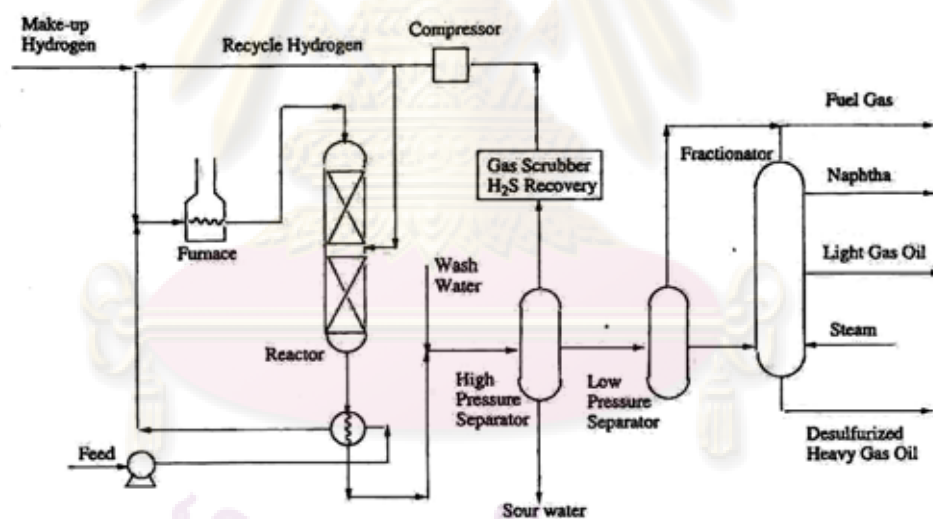 Make-up
Hydrogen
Recycle Hydrogen
Compressor
Fuel Gas
Fractionator
Gas Scrubber
H₂S Recovery
Naphtha
Furnace
Wash
Water
Light Gas Oil
Steam
Reactor
High
Pressure
Separator
Low
Pressure
Separator
Feed
Desulfurized
Heavy Gas Oil
Sour water